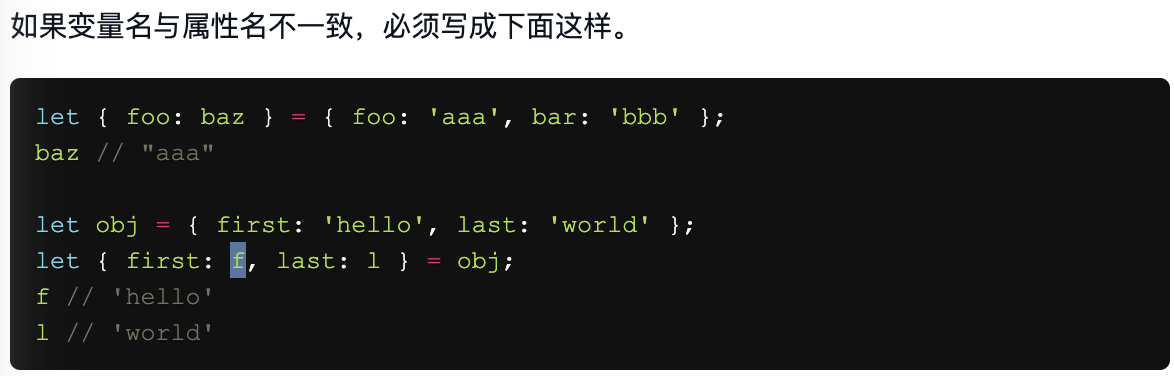 如果变量名与属性名不一致，必须写成下面这样。
let { foo: baz } = { foo: 'aaa', bar: 'bbb' };
baz // "aaa"
let obj = { first: 'hello', last: 'world' };
let { first: f, last: l } = obj;
f // 'hello'
l // 'world'